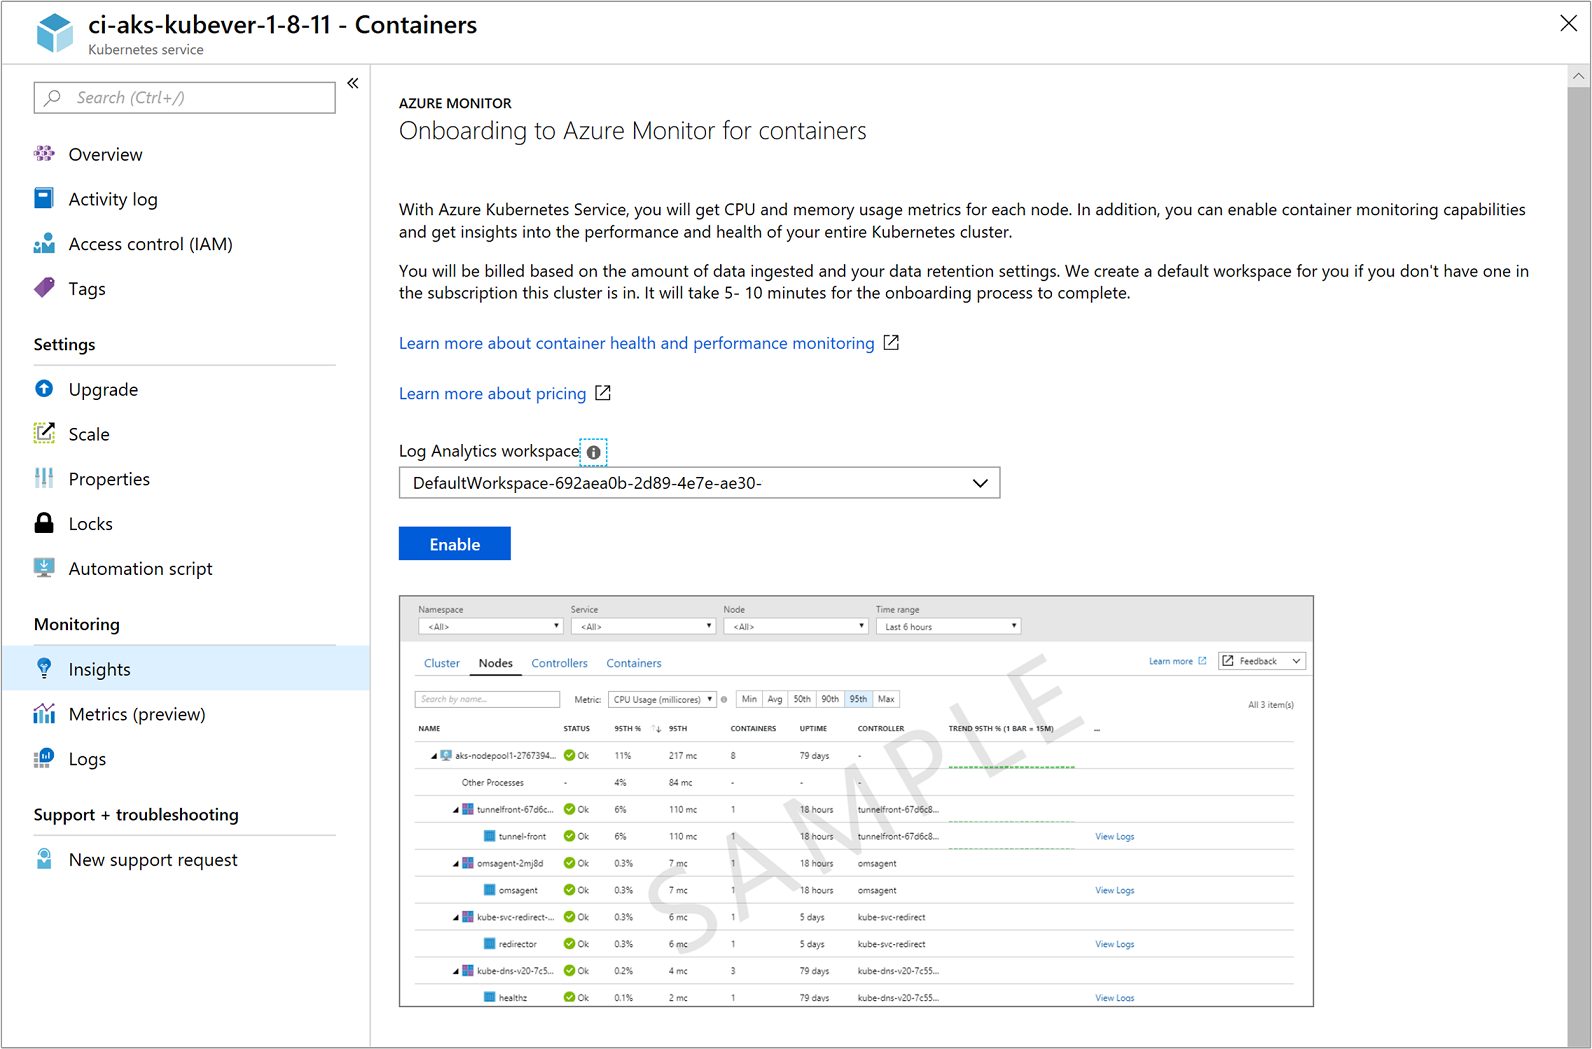 ci-aks-kubever-1-8-11 - Containers
Kubernetes service
Search (Ctrl+/)
Overview
Activity log
Access control (IAM)
Tags
Settings
Upgrade
Scale
Properties
Locks
Automation script
Monitoring
Insights
Metrics (preview)
Logs
Support + troubleshooting
New support request
AZURE MONITOR
Onboarding to Azure Monitor for containers
With Azure Kubernetes Service, you will get CPU and memory usage metrics for each node. In addition, you can enable container monitoring capabilities
and get insights into the performance and health of your entire Kubernetes cluster.
You will be billed based on the amount of data ingested and your data retention settings. We create a default workspace for you if you don't have one in
the subscription this cluster is in. It will take 5- 10 minutes for the onboarding process to complete.
Learn more about container health and performance monitoring
Learn more about pricing
Log Analytics workspace
DefaultWorkspace-692aea0b-2d89-4e7e-ae30-
Enable
Namespace Service Node Time range
<All> <All> <All> Last 6 hours
Cluster Nodes Controllers Containers Learn more Feedback
Search by name... Metric: CPU Usage (millicores) Min Avg 50th 90th 95th Max
All 3 item(s)
NAME STATUS 95TH % 95TH CONTAINERS UPTIME CONTROLLER TREND 95TH % (1 BAR = 15M) ...
aks-nodepool1-2767394... Ok 11% 217 mc 8 79 days -
Other Processes - 4% 84 mc - - -
tunnelfront-67d6c... Ok 6% 110 mc 1 18 hours tunnelfront-67d6c8...
tunnel-front Ok 6% 110 mc 1 18 hours tunnelfront-67d6c8... View Logs
omsagent-2mj8d Ok 0.3% 7 mc 1 18 hours omsagent
omsagent Ok 0.3% 7 mc 1 18 hours omsagent View Logs
kube-svc-redirect-... Ok 0.3% 6 mc 1 5 days kube-svc-redirect
redirector Ok 0.3% 6 mc 1 5 days kube-svc-redirect View Logs
kube-dns-v20-7c5... Ok 0.2% 4 mc 3 79 days kube-dns-v20-7c55...
healthz Ok 0.1% 2 mc 1 79 days kube-dns-v20-7c55... View Logs
SAMPLE